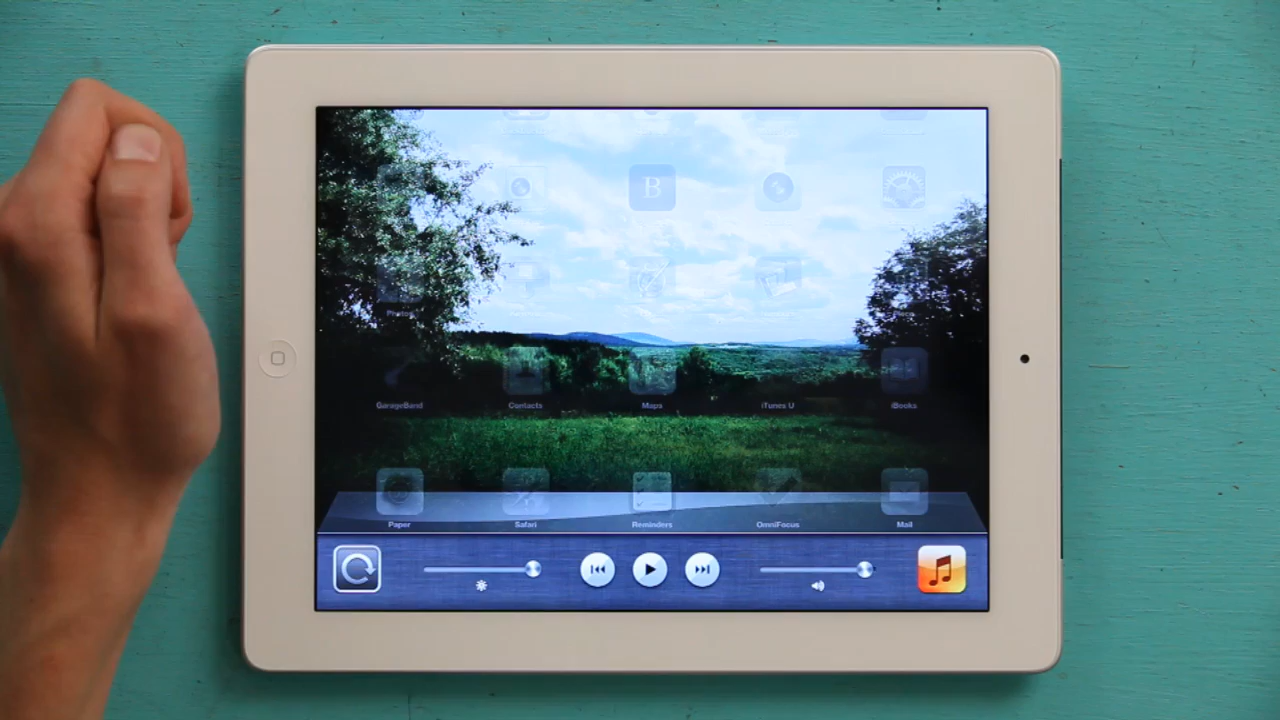 B
GarageBand Contacts Maps iTunes U iBooks
Paper Safari Reminders OmniFocus Mail